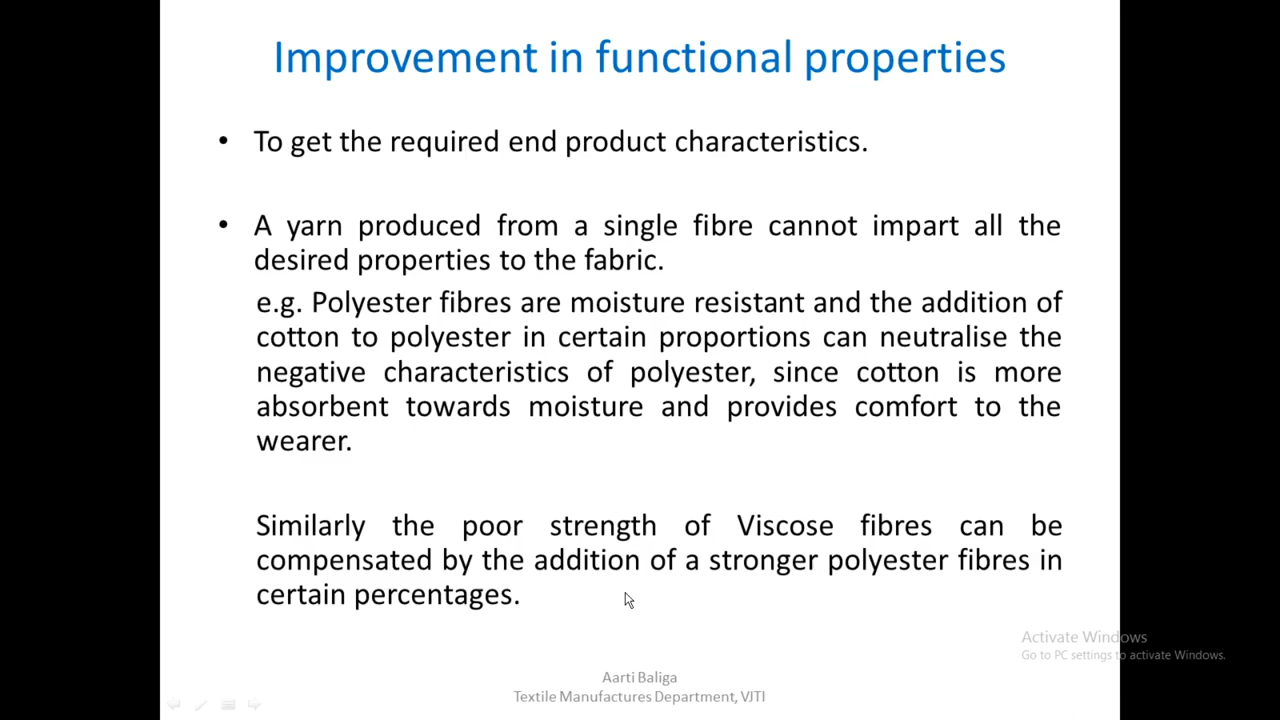 Improvement in functional properties
• To get the required end product characteristics.
• A yarn produced from a single fibre cannot impart all the
desired properties to the fabric.
e.g. Polyester fibres are moisture resistant and the addition of
cotton to polyester in certain proportions can neutralise the
negative characteristics of polyester, since cotton is more
absorbent towards moisture and provides comfort to the
wearer.
Similarly the poor strength of Viscose fibres can be
compensated by the addition of a stronger polyester fibres in
certain percentages.
Activate Windows
Go to PC settings to activate Windows.
Aarti Baliga
Textile Manufactures Department, VJTI